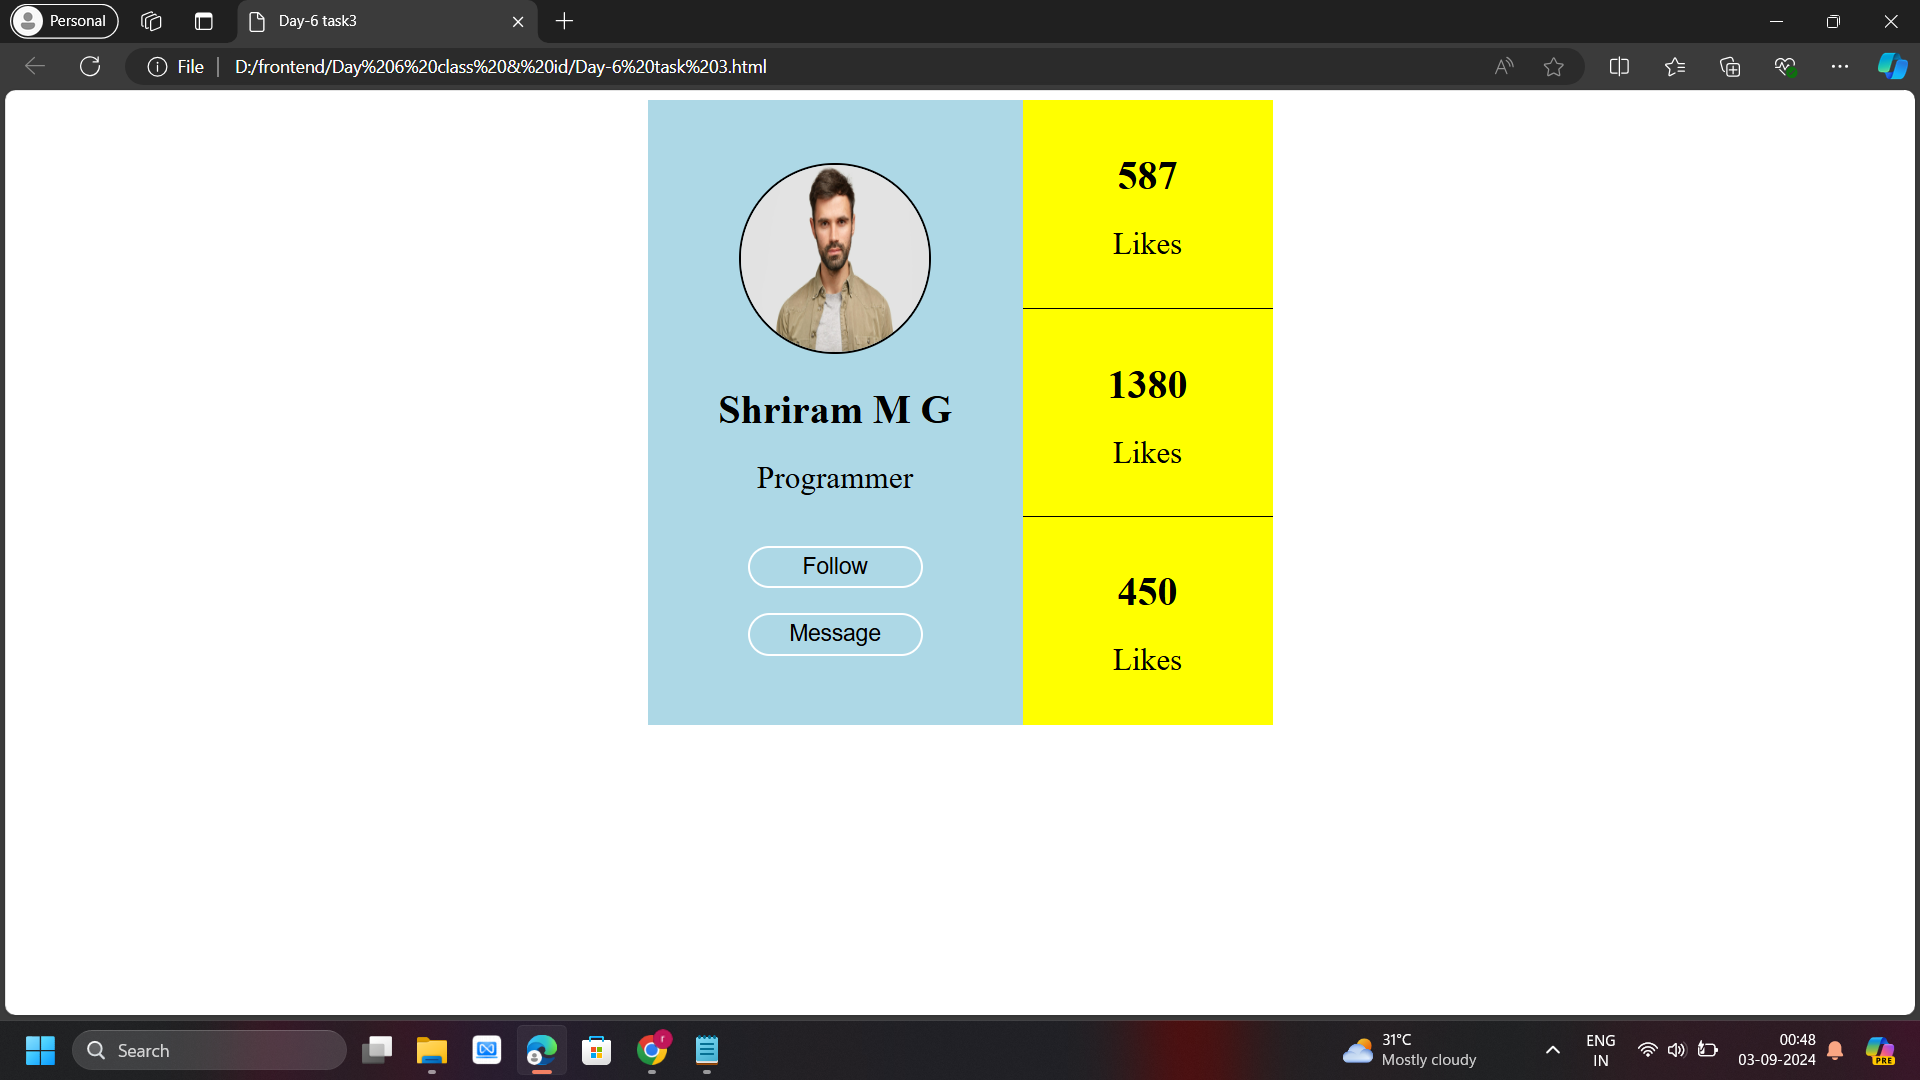 Personal
Day-6 task3
File
D:/frontend/Day%206%20class%20&%20id/Day-6%20task%203.html
Shriram M G
Programmer
Follow
Message
587
Likes
1380
Likes
450
Likes
Search
r
31°C
Mostly cloudy
ENG
IN
00:48
03-09-2024
PRE